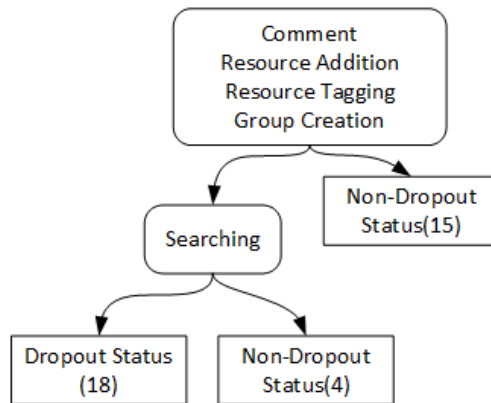 Comment
Resource Addition
Resource Tagging
Group Creation
Non-Dropout
Status(15)
Searching
Dropout Status
(18)
Non-Dropout
Status(4)